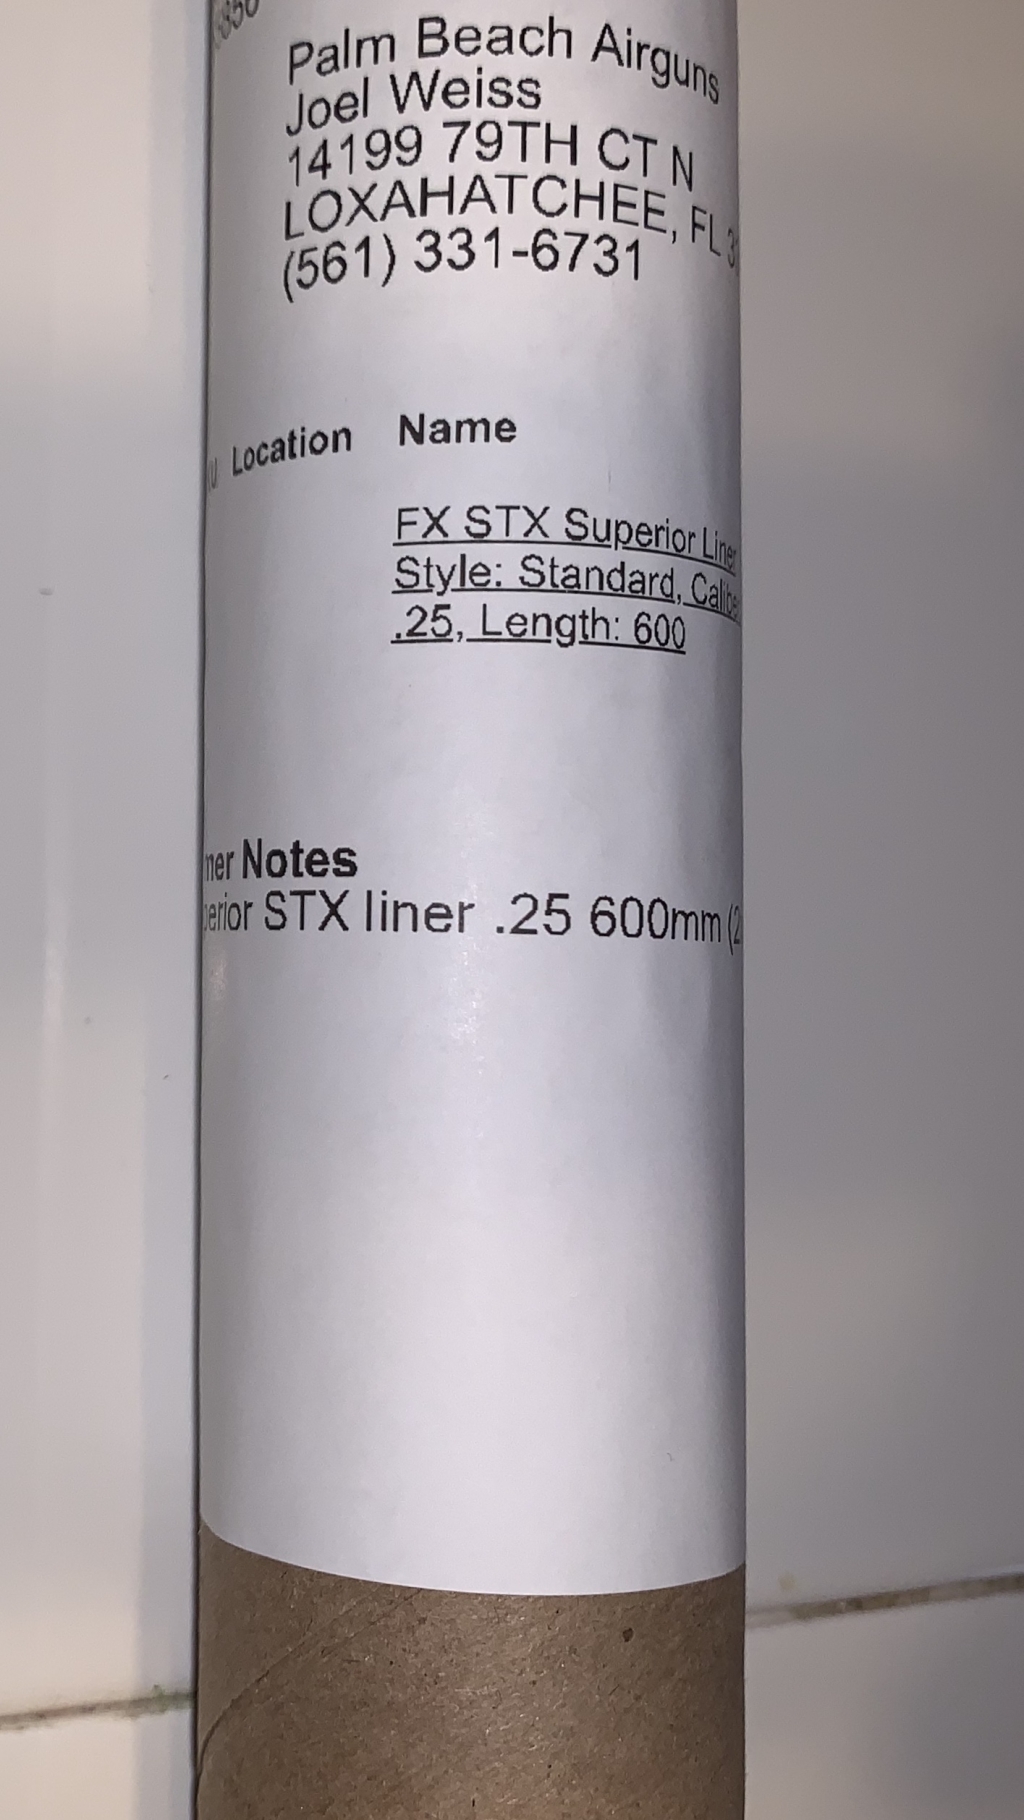 Palm Beach Airguns
Joel Weiss
14199 79TH CT N
LOXAHATCHEE, FL
(561) 331-6731
Location Name
FX STX Superior Liner
Style: Standard, Calibe
.25, Length: 600
Notes
STX liner .25 600mm